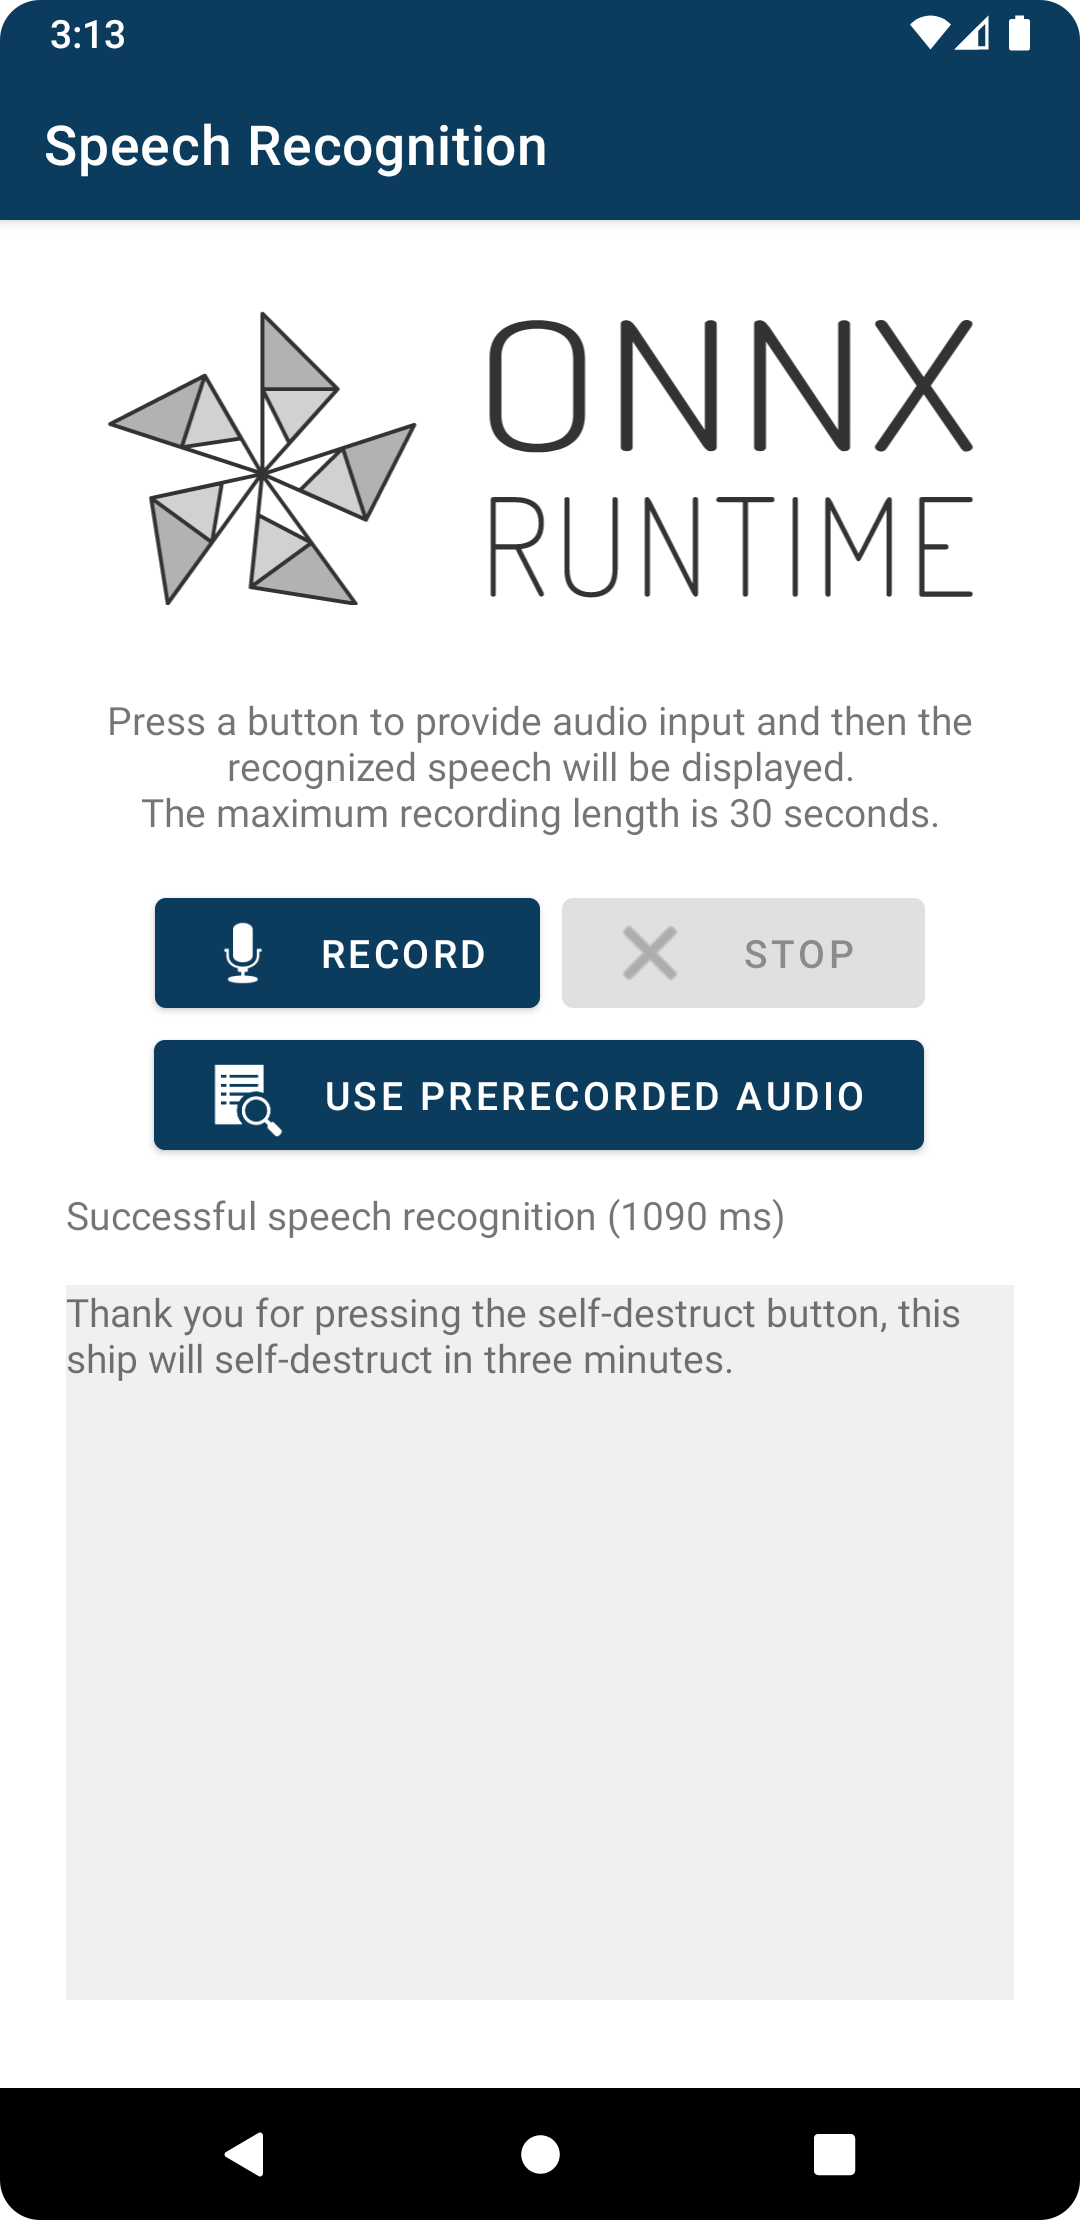 3:13
Speech Recognition
ONNX
RUNTIME
Press a button to provide audio input and then the
recognized speech will be displayed.
The maximum recording length is 30 seconds.
RECORD
STOP
USE PRERECORDED AUDIO
Successful speech recognition (1090 ms)
Thank you for pressing the self-destruct button, this
ship will self-destruct in three minutes.